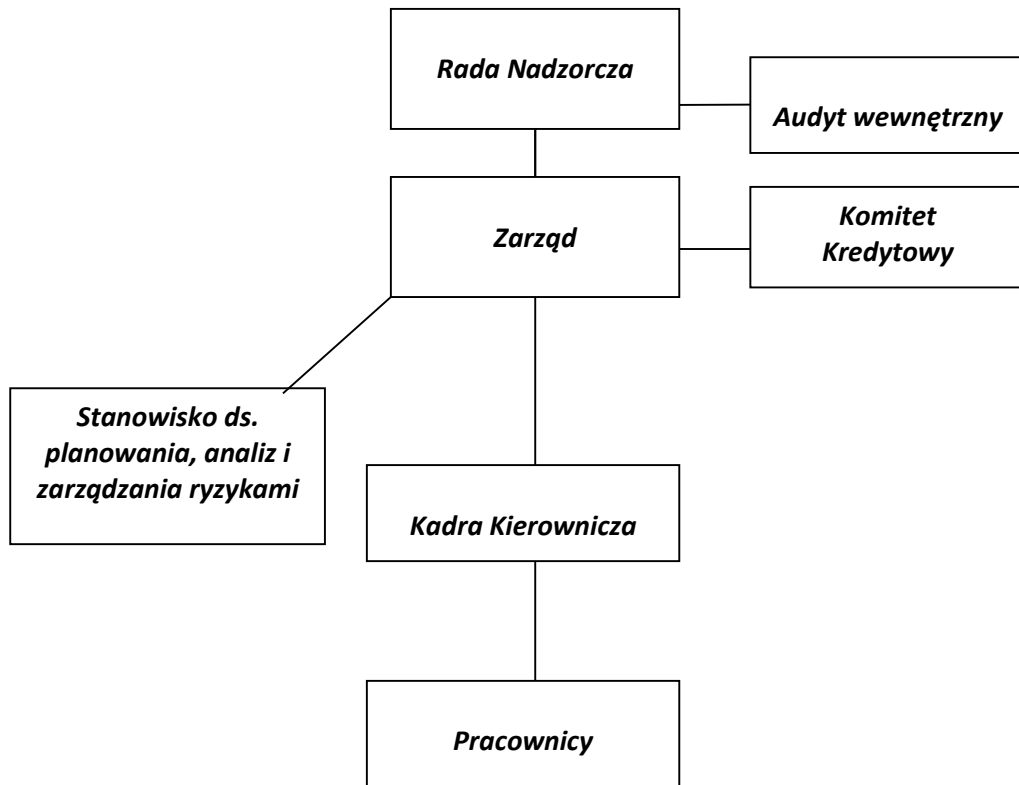 Rada Nadzorcza
Audyt wewnętrzny
Zarząd
Komitet
Kredytowy
Stanowisko ds.
planowania, analiz i
zarządzania ryzykami
Kadra Kierownicza
Pracownicy